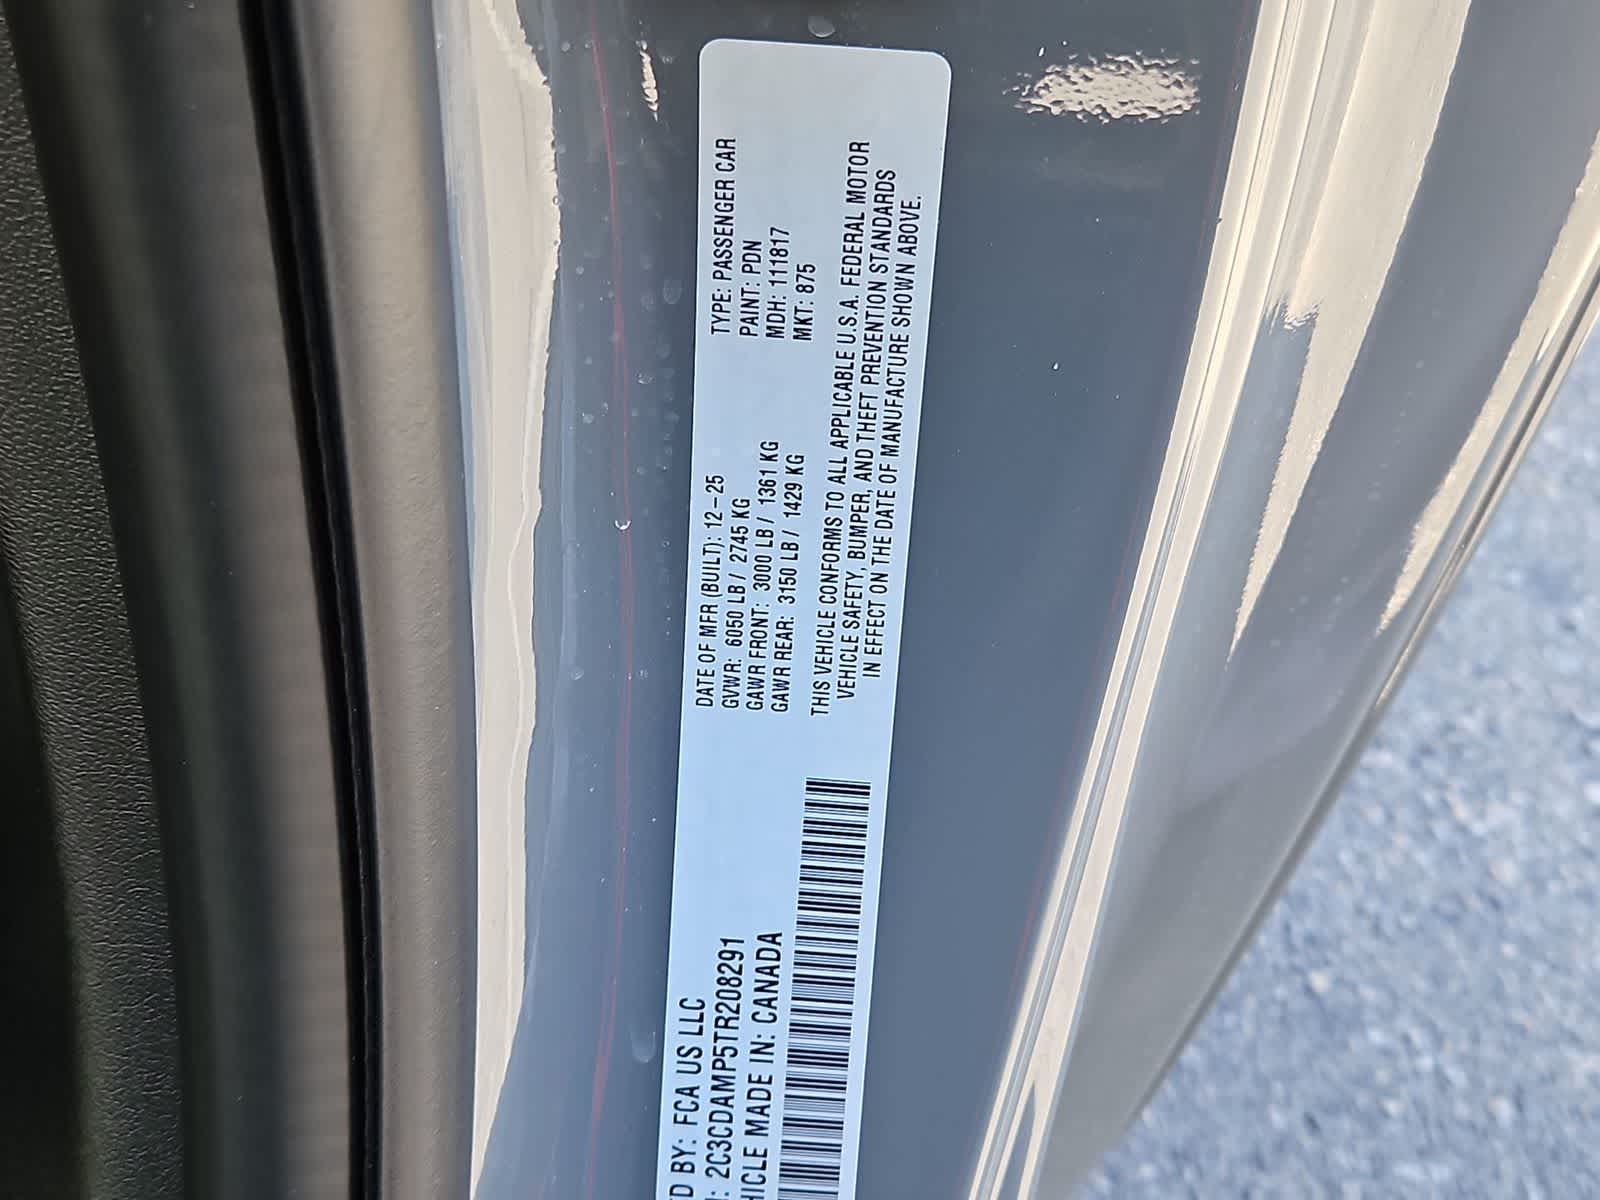 D BY: FCA US LLC
: 2C3CDAMP5TR208291
HICLE MADE IN: CANADA
DATE OF MFR (BUILT): 12-25
GVWR: 6050 LB / 2745 KG
GAWR FRONT: 3000 LB / 1361 KG
GAWR REAR: 3150 LB / 1429 KG
TYPE: PASSENGER CAR
PAINT: PDN
MDH: 111817
MKT: 875
THIS VEHICLE CONFORMS TO ALL APPLICABLE U.S.A. FEDERAL MOTOR
VEHICLE SAFETY, BUMPER, AND THEFT PREVENTION STANDARDS
IN EFFECT ON THE DATE OF MANUFACTURE SHOWN ABOVE.